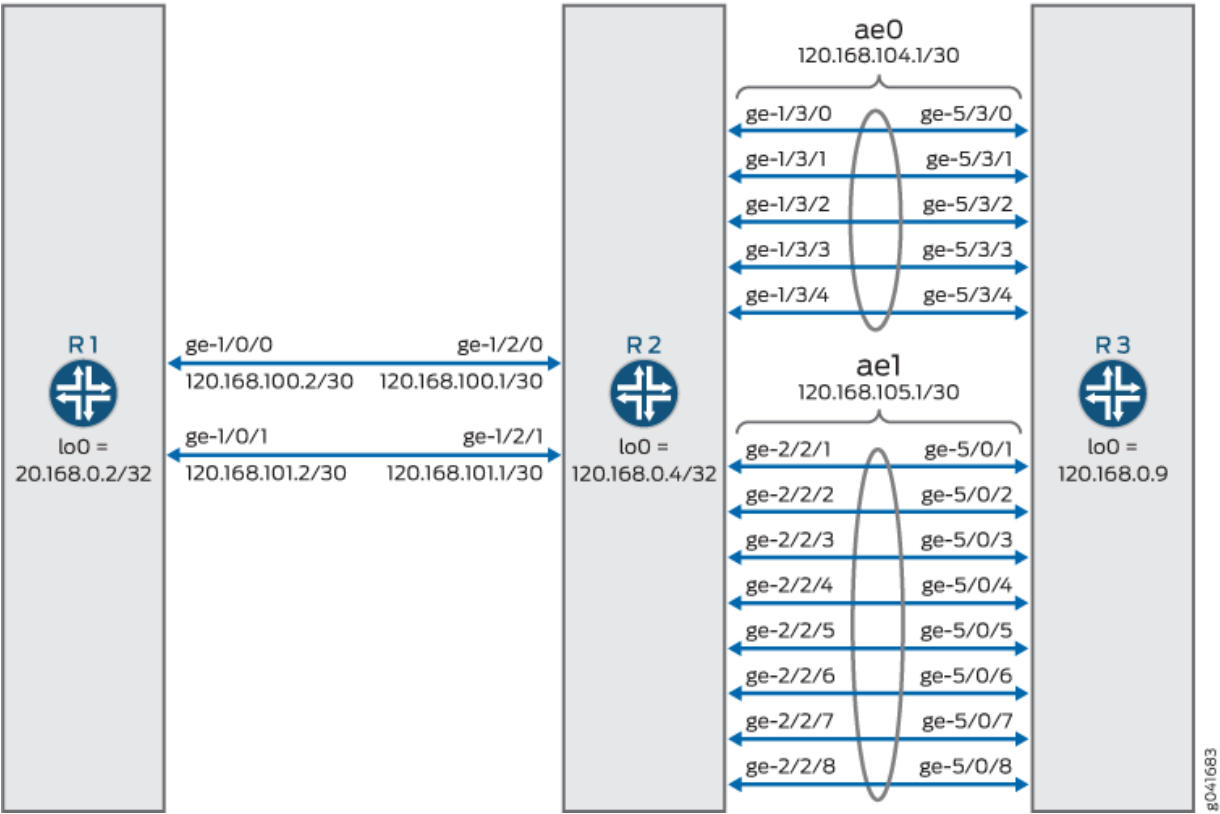 ae0
120.168.104.1/30
ge-1/3/0 ge-5/3/0
ge-1/3/1 ge-5/3/1
ge-1/3/2 ge-5/3/2
ge-1/3/3 ge-5/3/3
ge-1/3/4 ge-5/3/4
R1
lo0 =
20.168.0.2/32
ge-1/0/0 ge-1/2/0
120.168.100.2/30 120.168.100.1/30
ge-1/0/1 ge-1/2/1
120.168.101.2/30 120.168.101.1/30
R2
lo0 =
120.168.0.4/32
ae1
120.168.105.1/30
ge-2/2/1 ge-5/0/1
ge-2/2/2 ge-5/0/2
ge-2/2/3 ge-5/0/3
ge-2/2/4 ge-5/0/4
ge-2/2/5 ge-5/0/5
ge-2/2/6 ge-5/0/6
ge-2/2/7 ge-5/0/7
ge-2/2/8 ge-5/0/8
R3
lo0 =
120.168.0.9
g041683